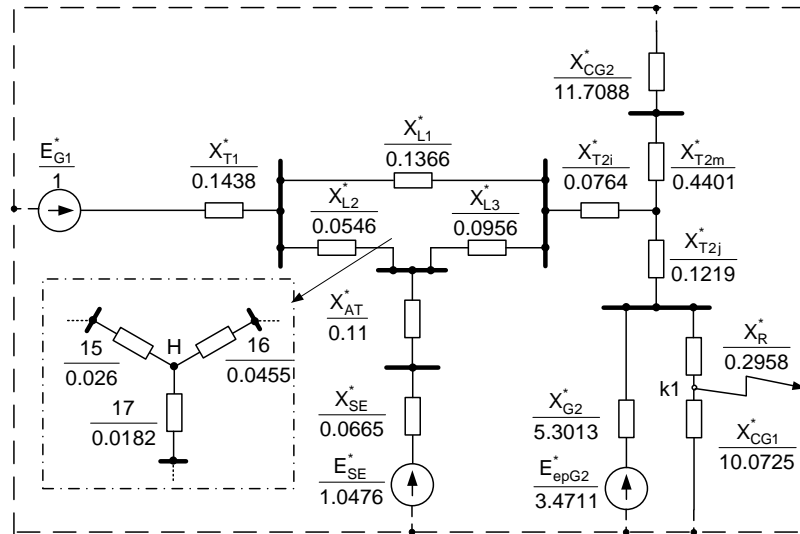 X*CG2
11.7088
X*L1
0.1366
E*G1
1
X*T1
0.1438
X*T2i
0.0764
X*T2m
0.4401
X*L2
0.0546
X*L3
0.0956
X*T2j
0.1219
X*AT
0.11
15
0.026
H
16
0.0455
17
0.0182
X*R
0.2958
k1
X*SE
0.0665
X*G2
5.3013
X*CG1
10.0725
E*SE
1.0476
E*epG2
3.4711